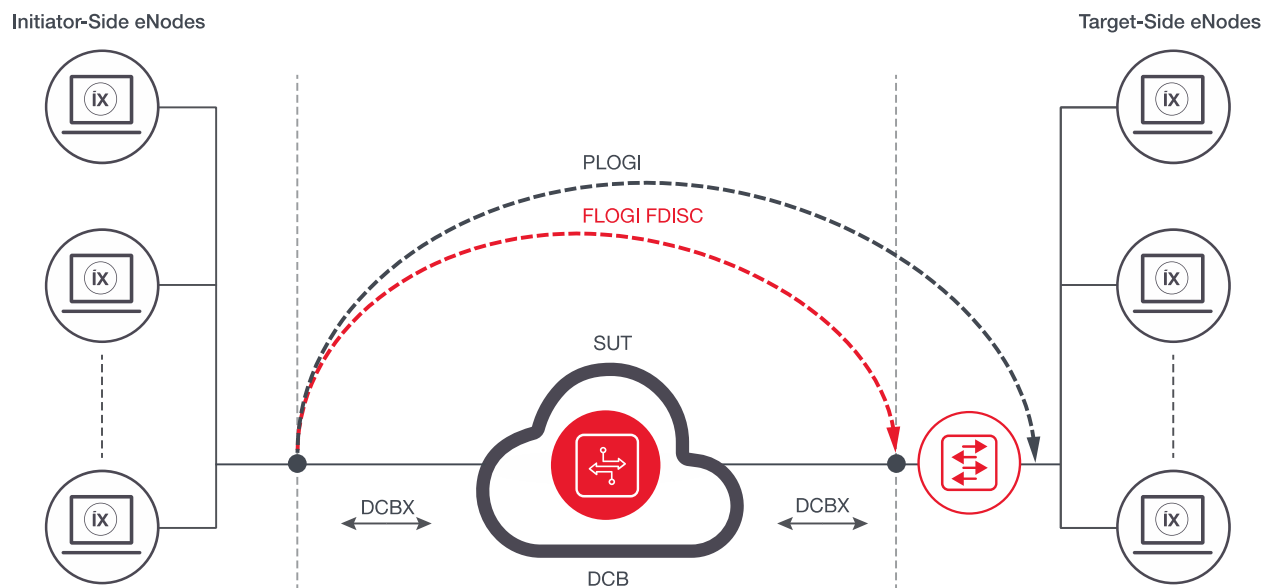 Initiator-Side eNodes
Target-Side eNodes
iX
iX
PLOGI
FLOGI FDISC
iX
iX
SUT
DCBX
DCBX
iX
iX
DCB